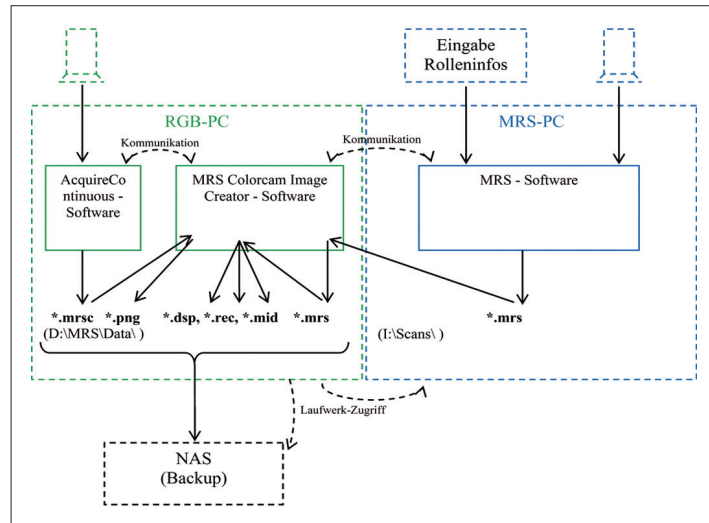 Eingabe
Rolleninfos
RGB-PC
MRS-PC
Kommunikation
Kommunikation
AcquireCo
ntinuous -
Software
MRS Colorcam Image
Creator - Software
MRS - Software
*.mrsc *.png *.dsp, *.rec, *.mid *.mrs
*.mrs
(D:\MRS\Data\ )
(I:\Scans\ )
Laufwerk-Zugriff
NAS
(Backup)